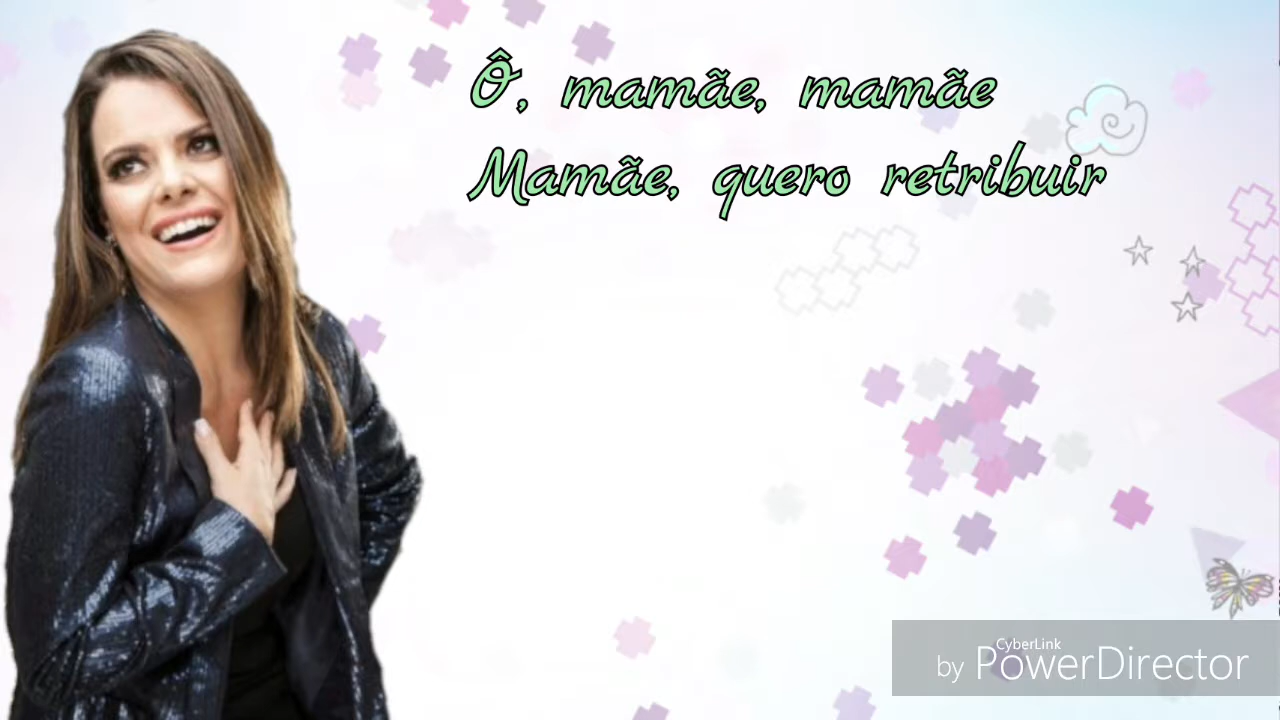 Ô, mamãe, mamãe
Mamãe, quero retribuir
CyberLink
by PowerDirector